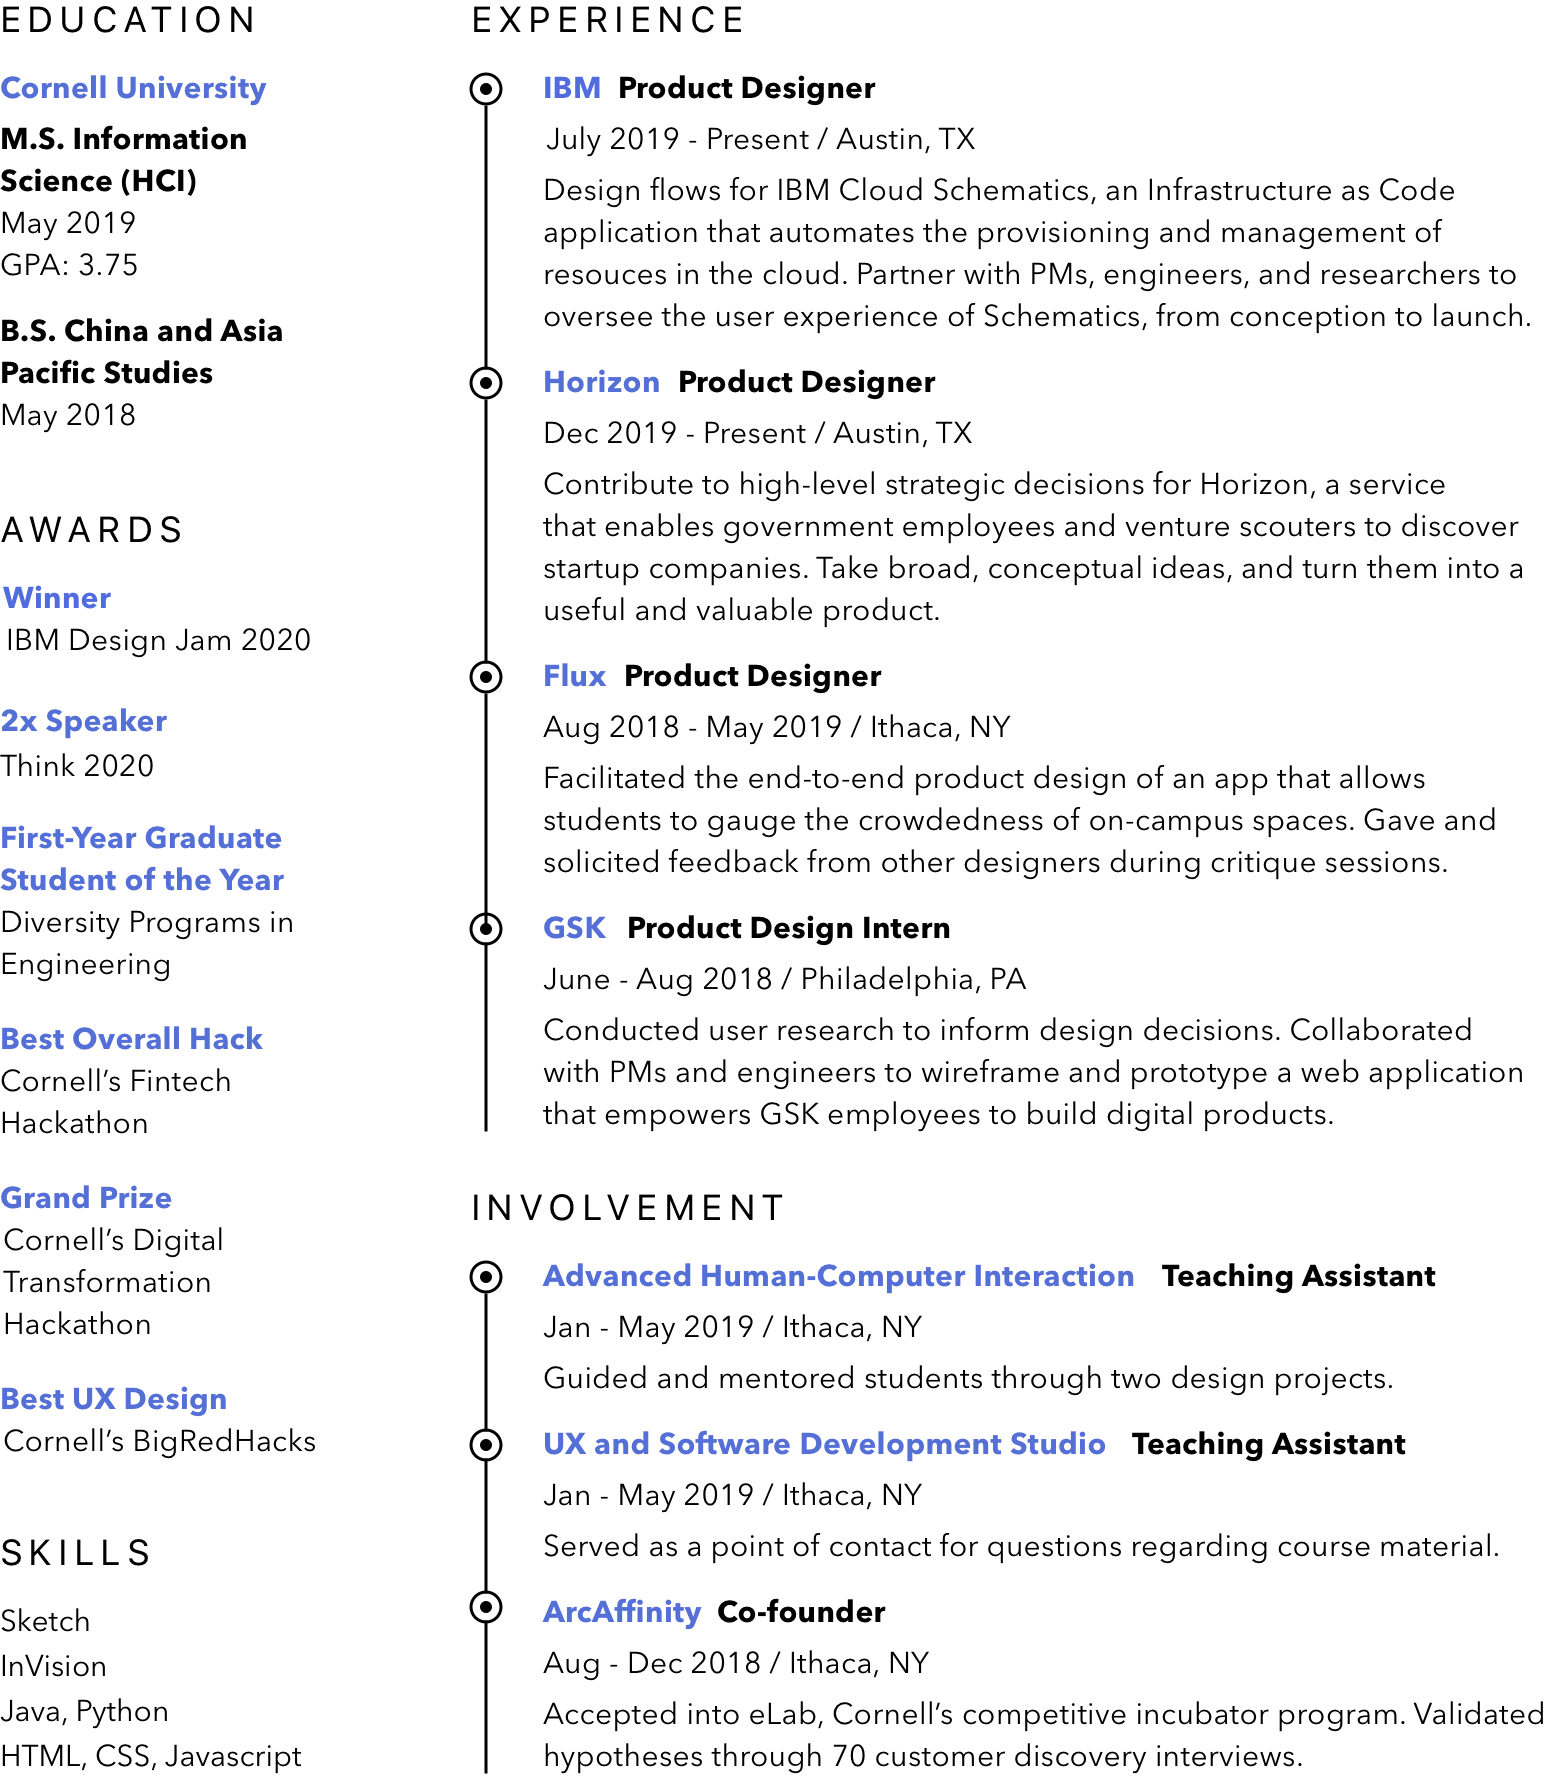 EDUCATION
Cornell University
M.S. Information
Science (HCI)
May 2019
GPA: 3.75
B.S. China and Asia
Pacific Studies
May 2018
AWARDS
Winner
IBM Design Jam 2020
2x Speaker
Think 2020
First-Year Graduate
Student of the Year
Diversity Programs in
Engineering
Best Overall Hack
Cornell’s Fintech
Hackathon
Grand Prize
Cornell’s Digital
Transformation
Hackathon
Best UX Design
Cornell’s BigRedHacks
SKILLS
Sketch
InVision
Java, Python
HTML, CSS, Javascript
EXPERIENCE
IBM Product Designer
July 2019 - Present / Austin, TX
Design flows for IBM Cloud Schematics, an Infrastructure as Code
application that automates the provisioning and management of
resouces in the cloud. Partner with PMs, engineers, and researchers to
oversee the user experience of Schematics, from conception to launch.
Horizon Product Designer
Dec 2019 - Present / Austin, TX
Contribute to high-level strategic decisions for Horizon, a service
that enables government employees and venture scouters to discover
startup companies. Take broad, conceptual ideas, and turn them into a
useful and valuable product.
Flux Product Designer
Aug 2018 - May 2019 / Ithaca, NY
Facilitated the end-to-end product design of an app that allows
students to gauge the crowdedness of on-campus spaces. Gave and
solicited feedback from other designers during critique sessions.
GSK Product Design Intern
June - Aug 2018 / Philadelphia, PA
Conducted user research to inform design decisions. Collaborated
with PMs and engineers to wireframe and prototype a web application
that empowers GSK employees to build digital products.
INVOLVEMENT
Advanced Human-Computer Interaction Teaching Assistant
Jan - May 2019 / Ithaca, NY
Guided and mentored students through two design projects.
UX and Software Development Studio Teaching Assistant
Jan - May 2019 / Ithaca, NY
Served as a point of contact for questions regarding course material.
ArcAffinity Co-founder
Aug - Dec 2018 / Ithaca, NY
Accepted into eLab, Cornell’s competitive incubator program. Validated
hypotheses through 70 customer discovery interviews.